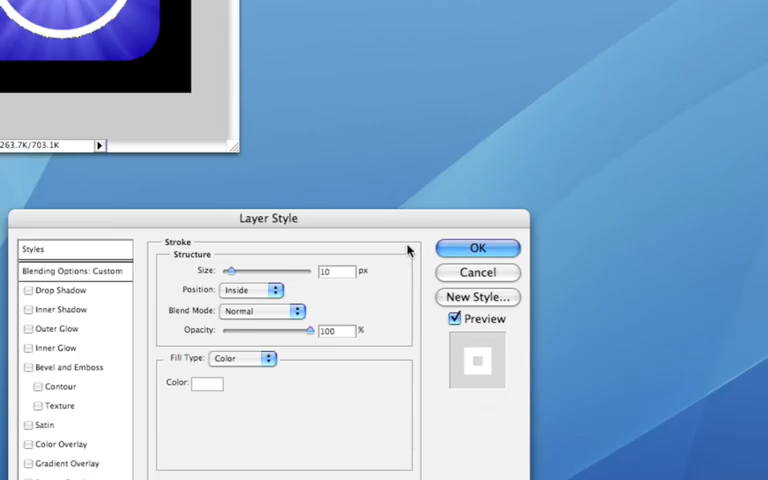 263.7K/703.1K
Layer Style
Styles
Blending Options: Custom
Drop Shadow
Inner Shadow
Outer Glow
Inner Glow
Bevel and Emboss
Contour
Texture
Satin
Color Overlay
Gradient Overlay
Stroke
Structure
Size: 10 px
Position: Inside
Blend Mode: Normal
Opacity: 100 %
Fill Type: Color
Color:
OK
Cancel
New Style...
Preview